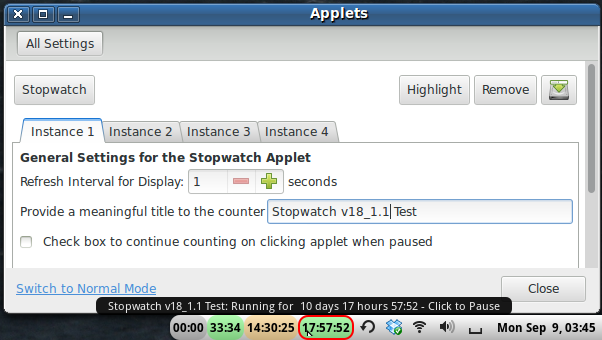 Applets
All Settings
Stopwatch Highlight Remove
Instance 1 Instance 2 Instance 3 Instance 4
General Settings for the Stopwatch Applet
Refresh Interval for Display: 1 seconds
Provide a meaningful title to the counter Stopwatch v18_1.1 Test
Check box to continue counting on clicking applet when paused
Switch to Normal Mode Close
Stopwatch v18_1.1 Test: Running for 10 days 17 hours 57:52 - Click to Pause
00:00 33:34 14:30:25 17:57:52 Mon Sep 9, 03:45